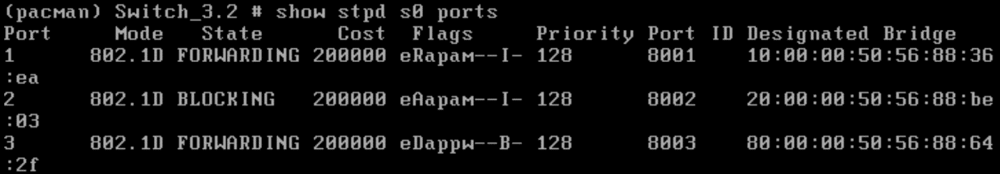 (pacman) Switch_3.2 # show stpd s0 ports
Port      Mode   State      Cost  Flags     Priority Port ID Designated Bridge
1       802.1D FORWARDING 200000 eRapam--I- 128      8001    10:00:00:50:56:88:36
:ea
2       802.1D BLOCKING   200000 eAapam--I- 128      8002    20:00:00:50:56:88:be
:03
3       802.1D FORWARDING 200000 eDappw--B- 128      8003    80:00:00:50:56:88:64
:2f